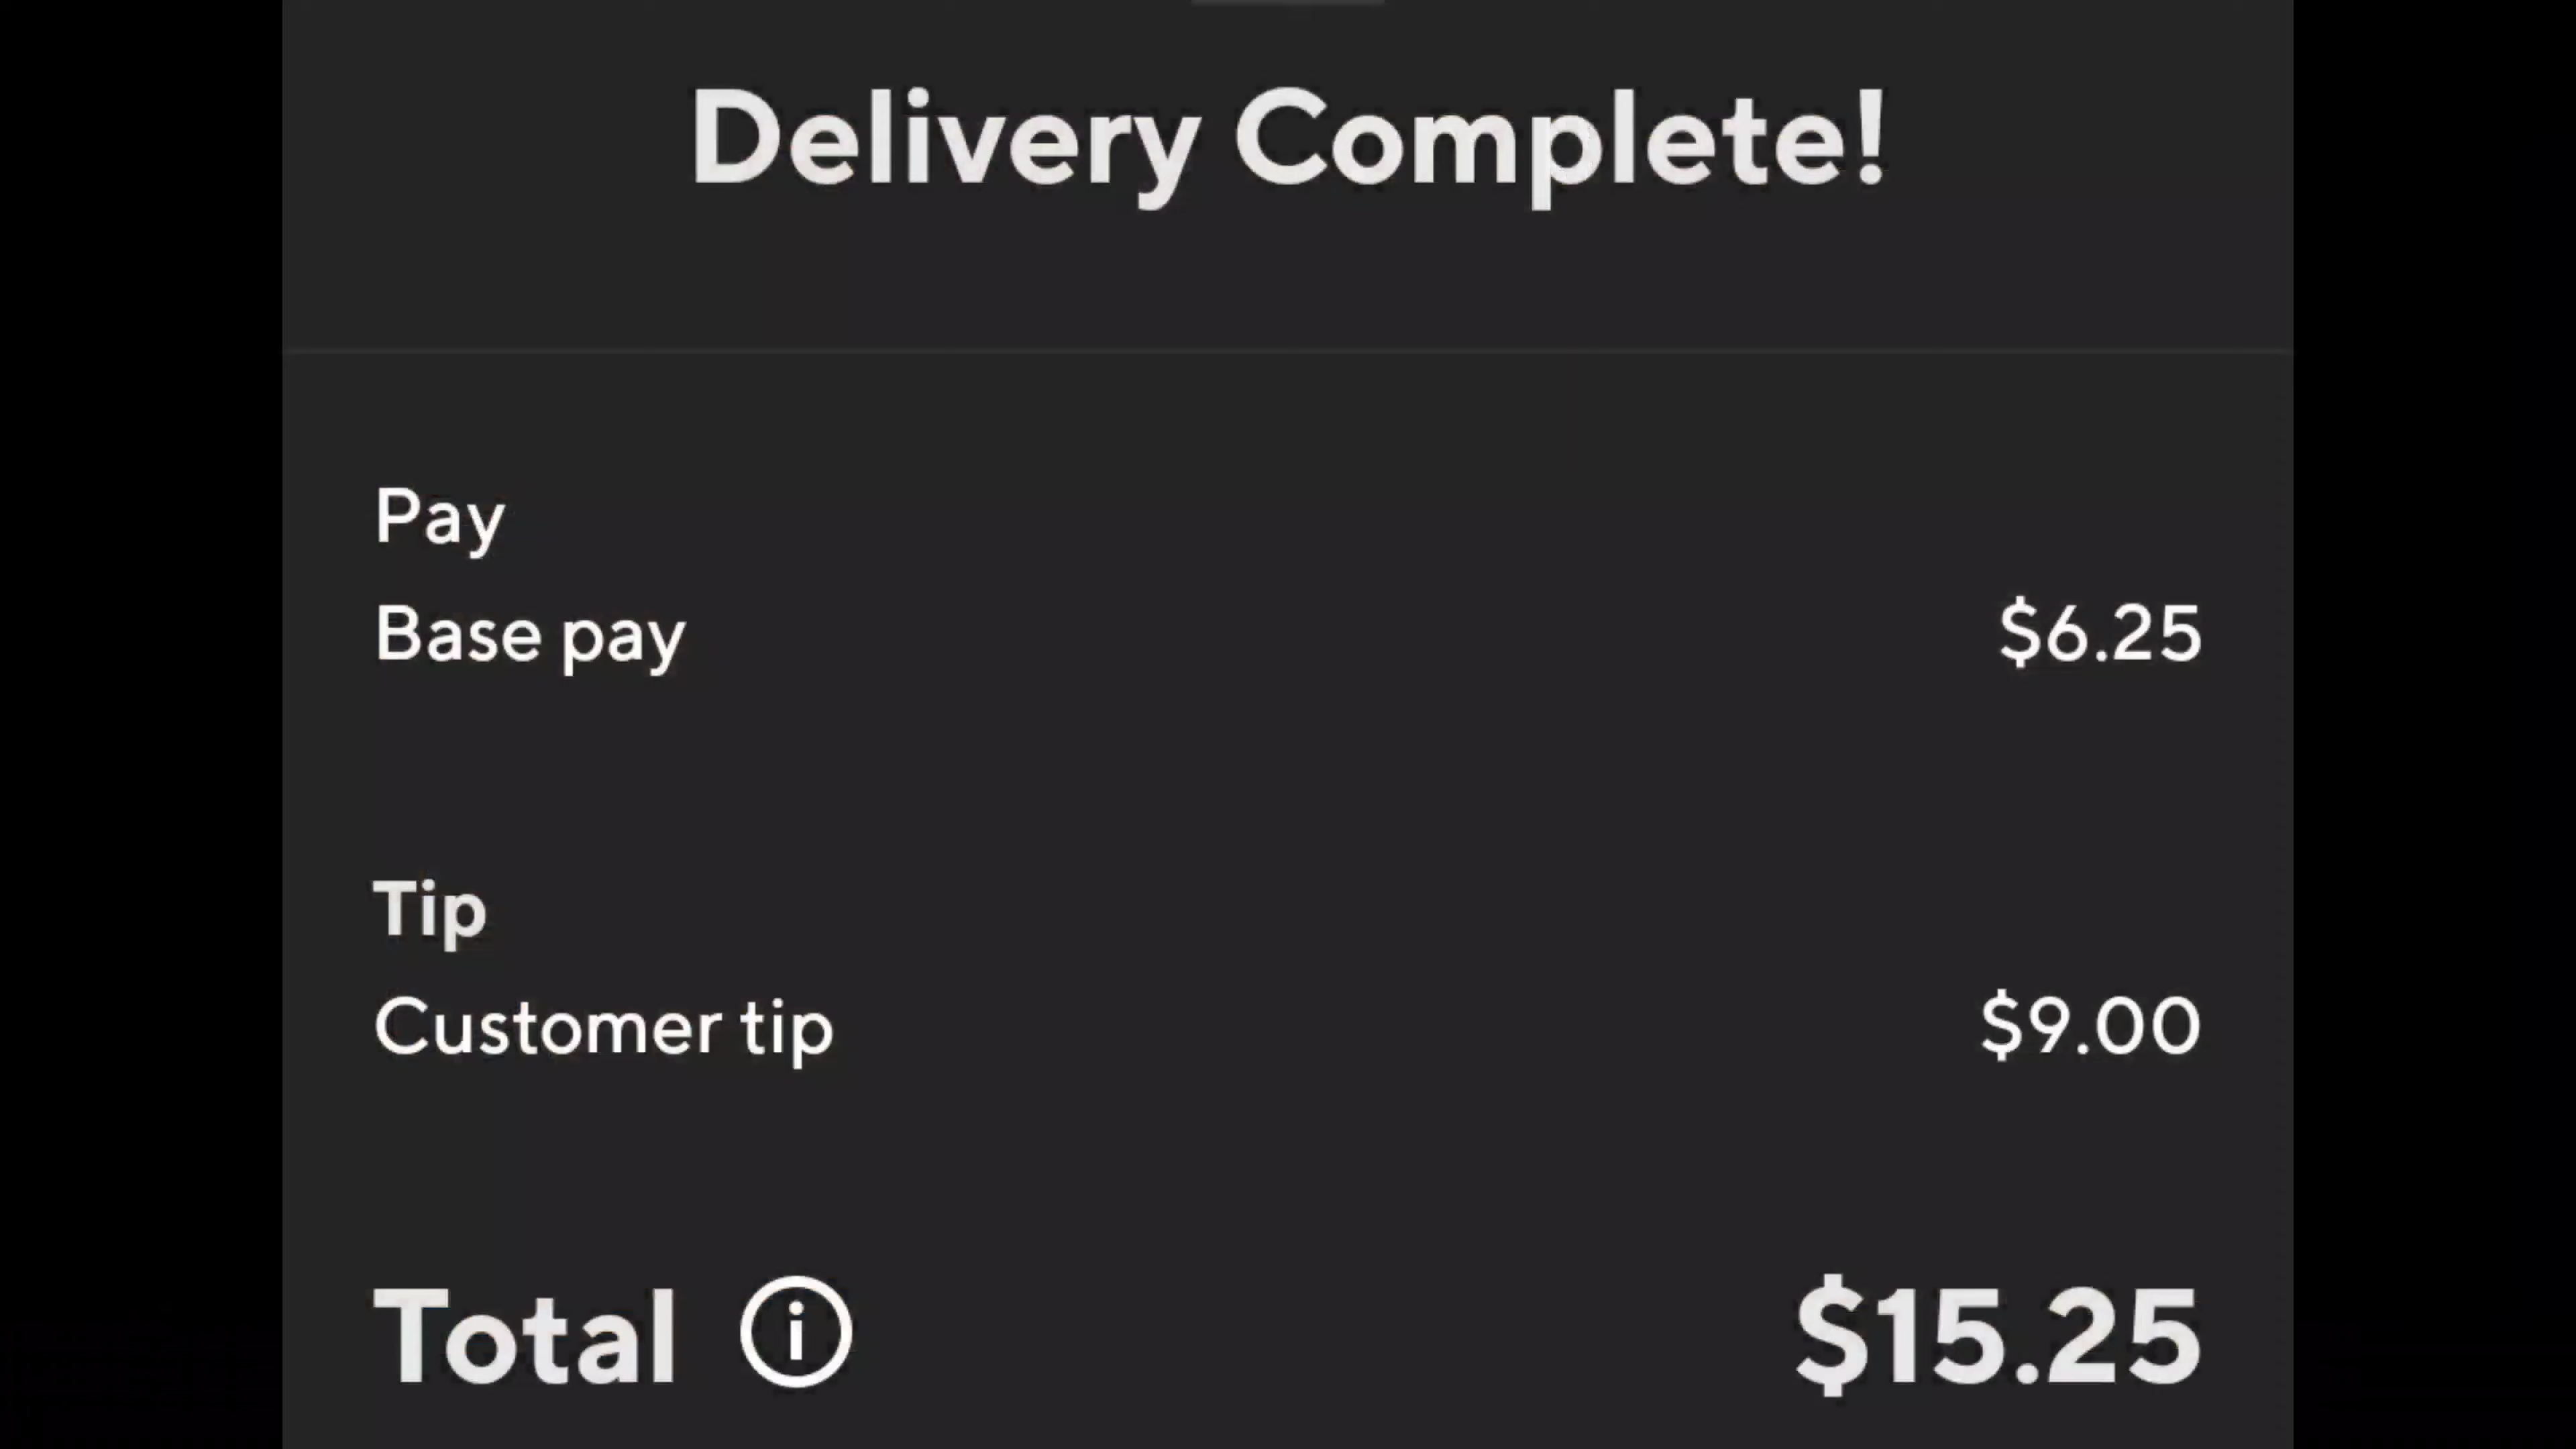 Delivery Complete!
Pay
Base pay $6.25
Tip
Customer tip $9.00
Total $15.25